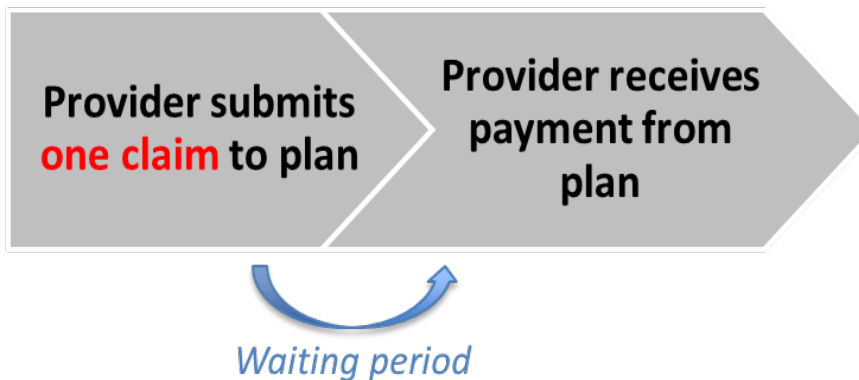 Provider submits
one claim to plan
Provider receives
payment from
plan
Waiting period